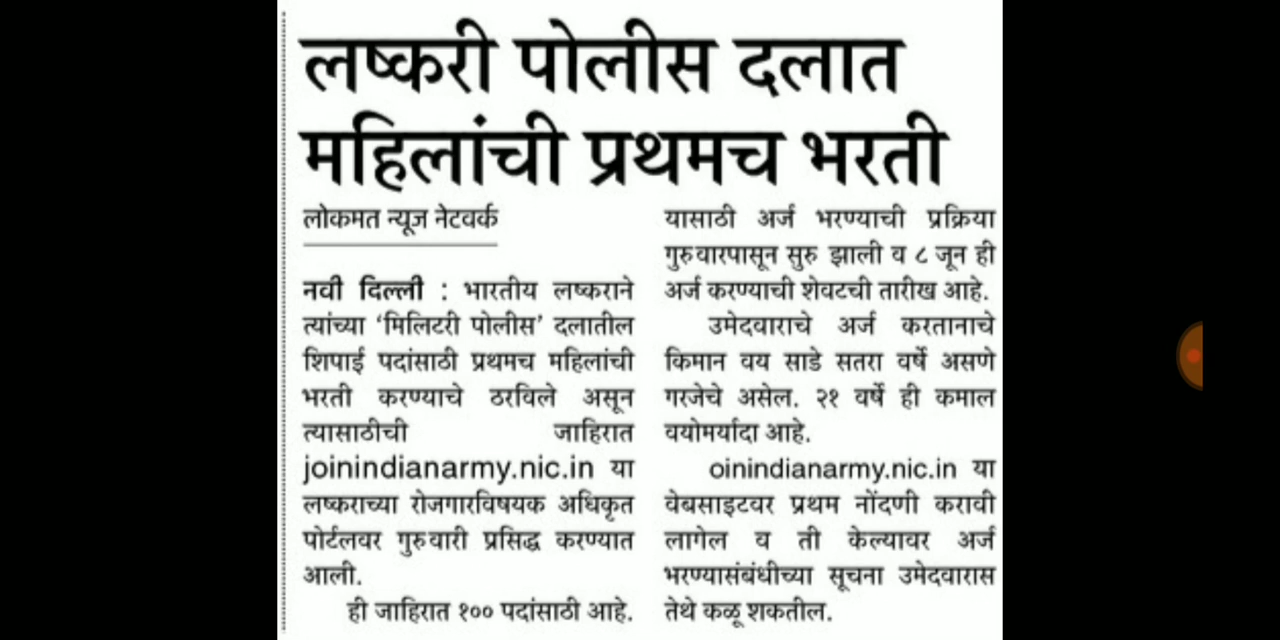 लष्करी पोलीस दलात
महिलांची प्रथमच भरती
लोकमत न्यूज नेटवर्क
नवी दिल्ली : भारतीय लष्कराने
त्यांच्या ‘मिलिटरी पोलीस’ दलातील
शिपाई पदांसाठी प्रथमच महिलांची
भरती करण्याचे ठरविले असून
त्यासाठीची जाहिरात
joinindianarmy.nic.in या
लष्कराच्या रोजगारविषयक अधिकृत
पोर्टलवर गुरुवारी प्रसिद्ध करण्यात
आली.
ही जाहिरात १०० पदांसाठी आहे.
यासाठी अर्ज भरण्याची प्रक्रिया
गुरुवारपासून सुरु झाली व ८ जून ही
अर्ज करण्याची शेवटची तारीख आहे.
उमेदवाराचे अर्ज करतानाचे
किमान वय साडे सतरा वर्षे असणे
गरजेचे असेल. २१ वर्षे ही कमाल
वयोमर्यादा आहे.
oinindianarmy.nic.in या
वेबसाइटवर प्रथम नोंदणी करावी
लागेल व ती केल्यावर अर्ज
भरण्यासंबंधीच्या सूचना उमेदवारास
तेथे कळू शकतील.